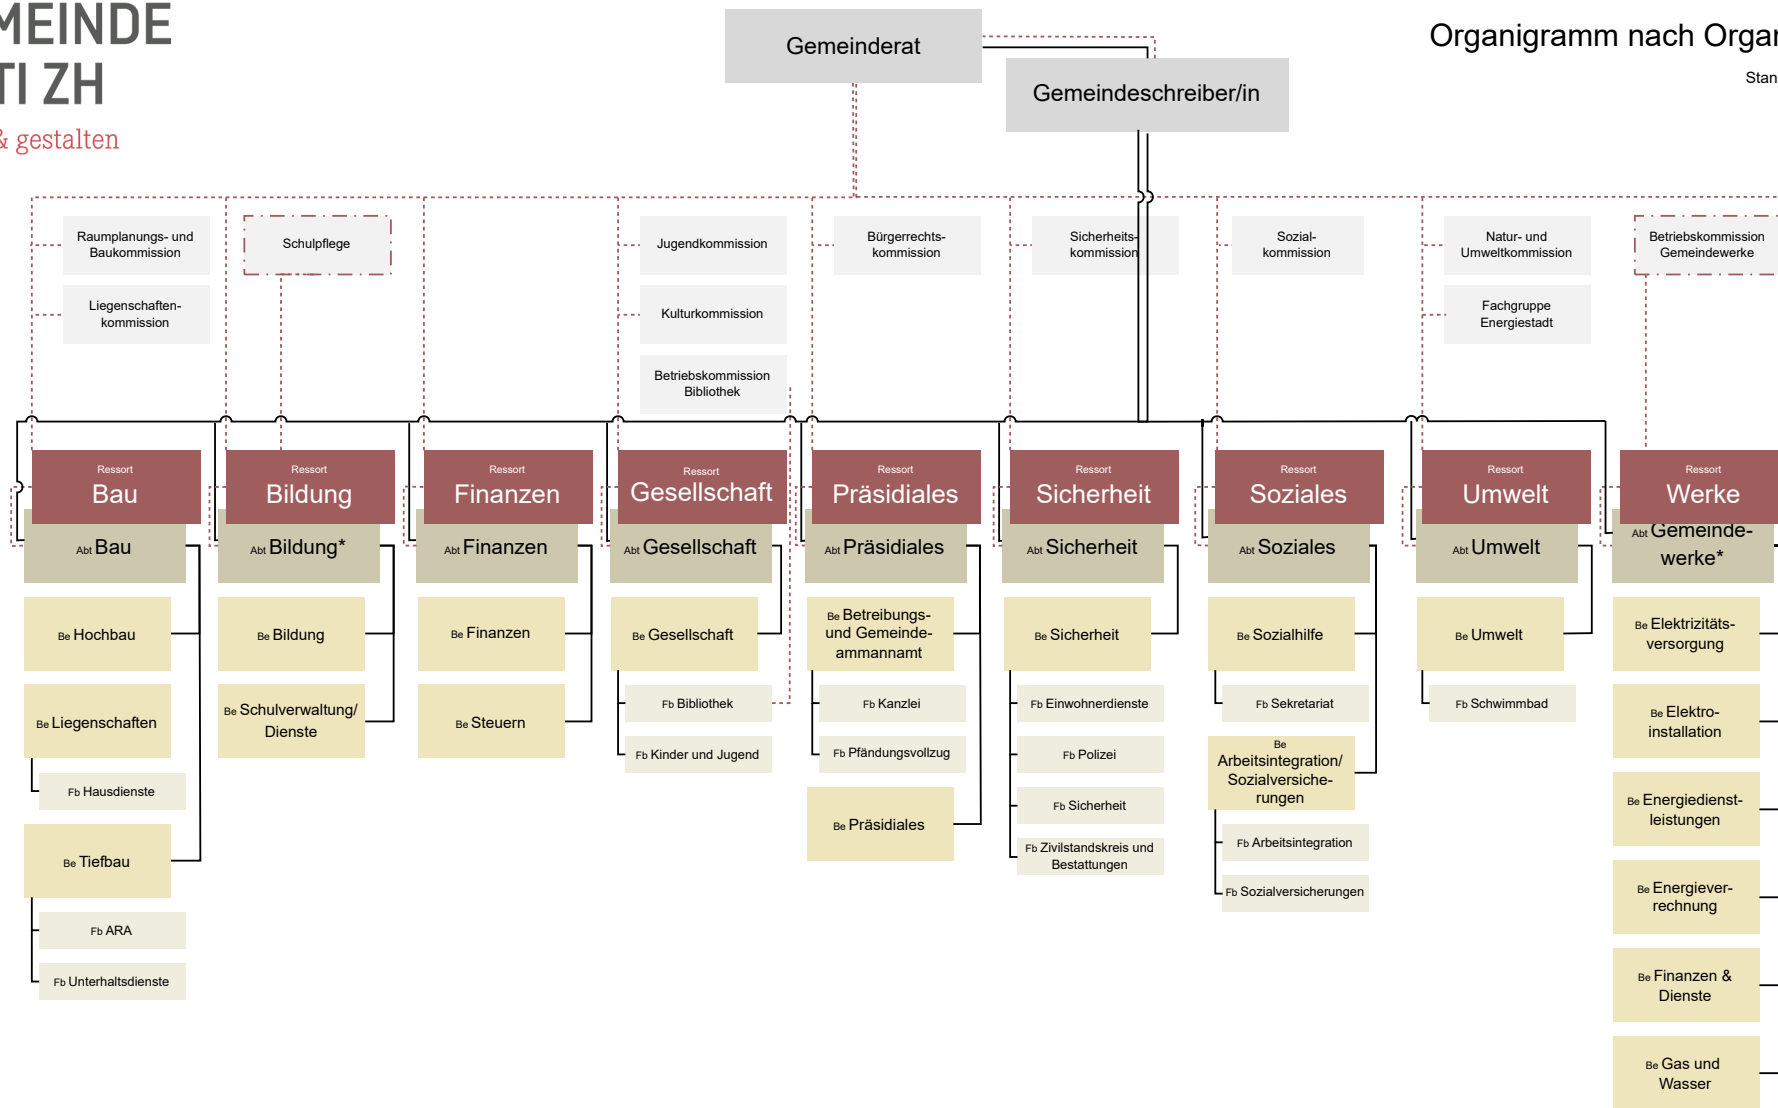 MEINDE
TI ZH
& gestalten
Gemeinderat
Gemeindeschreiber/in
Organigramm nach Organ
Stan
Raumplanungs- und
Baukommission
Liegenschaften-
kommission
Schulpflege
Jugendkommission
Kulturkommission
Betriebskommission
Bibliothek
Bürgerrechts-
kommission
Sicherheits-
kommission
Sozial-
kommission
Natur- und
Umweltkommission
Fachgruppe
Energiestadt
Betriebskommission
Gemeindewerke
Ressort
Bau
Abt Bau
Be Hochbau
Be Liegenschaften
Fb Hausdienste
Be Tiefbau
Fb ARA
Fb Unterhaltsdienste
Ressort
Bildung
Abt Bildung*
Be Bildung
Be Schulverwaltung/
Dienste
Ressort
Finanzen
Abt Finanzen
Be Finanzen
Be Steuern
Ressort
Gesellschaft
Abt Gesellschaft
Be Gesellschaft
Fb Bibliothek
Fb Kinder und Jugend
Ressort
Präsidiales
Abt Präsidiales
Be Betreibungs-
und Gemeinde-
ammannamt
Fb Kanzlei
Fb Pfändungsvollzug
Be Präsidiales
Ressort
Sicherheit
Abt Sicherheit
Be Sicherheit
Fb Einwohnerdienste
Fb Polizei
Fb Sicherheit
Fb Zivilstandskreis und
Bestattungen
Ressort
Soziales
Abt Soziales
Be Sozialhilfe
Fb Sekretariat
Be
Arbeitsintegration/
Sozialversiche-
rungen
Fb Arbeitsintegration
Fb Sozialversicherungen
Ressort
Umwelt
Abt Umwelt
Be Umwelt
Fb Schwimmbad
Ressort
Werke
Abt Gemeinde-
werke*
Be Elektrizitäts-
versorgung
Be Elektro-
installation
Be Energiedienst-
leistungen
Be Energiever-
rechnung
Be Finanzen &
Dienste
Be Gas und
Wasser